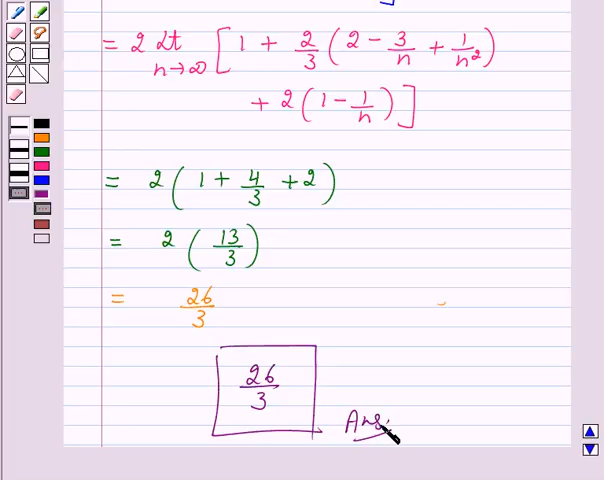 = 2 Lt n→∞ [ 1 + 2/3 ( 2 - 3/n + 1/n² )
+ 2 ( 1 - 1/n ) ]
= 2 ( 1 + 4/3 + 2 )
= 2 ( 13/3 )
= 26/3
26/3
Ans.